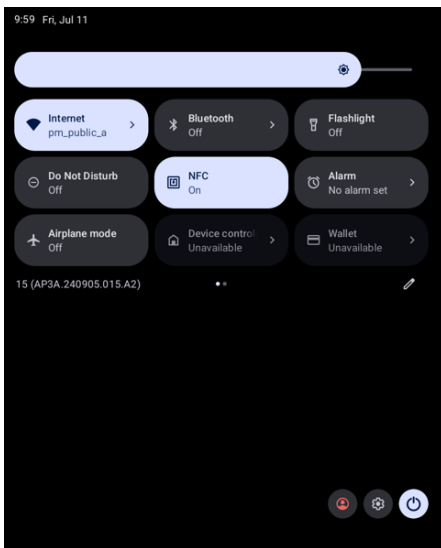 9:59 Fri, Jul 11
Internet
pm_public_a
Bluetooth
Off
Flashlight
Off
Do Not Disturb
Off
NFC
On
Alarm
No alarm set
Airplane mode
Off
Device control
Unavailable
Wallet
Unavailable
15 (AP3A.240905.015.A2)